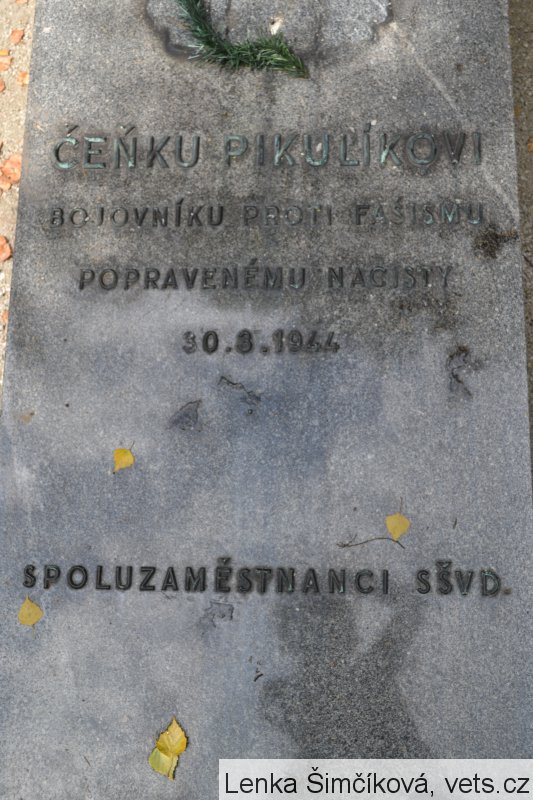 ČEŇKU PIKULÍKOVI
BOJOVNÍKU PROTI FAŠISMU
POPRAVENÉMU NACISTY
30.8.1944
SPOLUZAMĚSTNANCI SŠVD.
Lenka Šimčíková, vets.cz